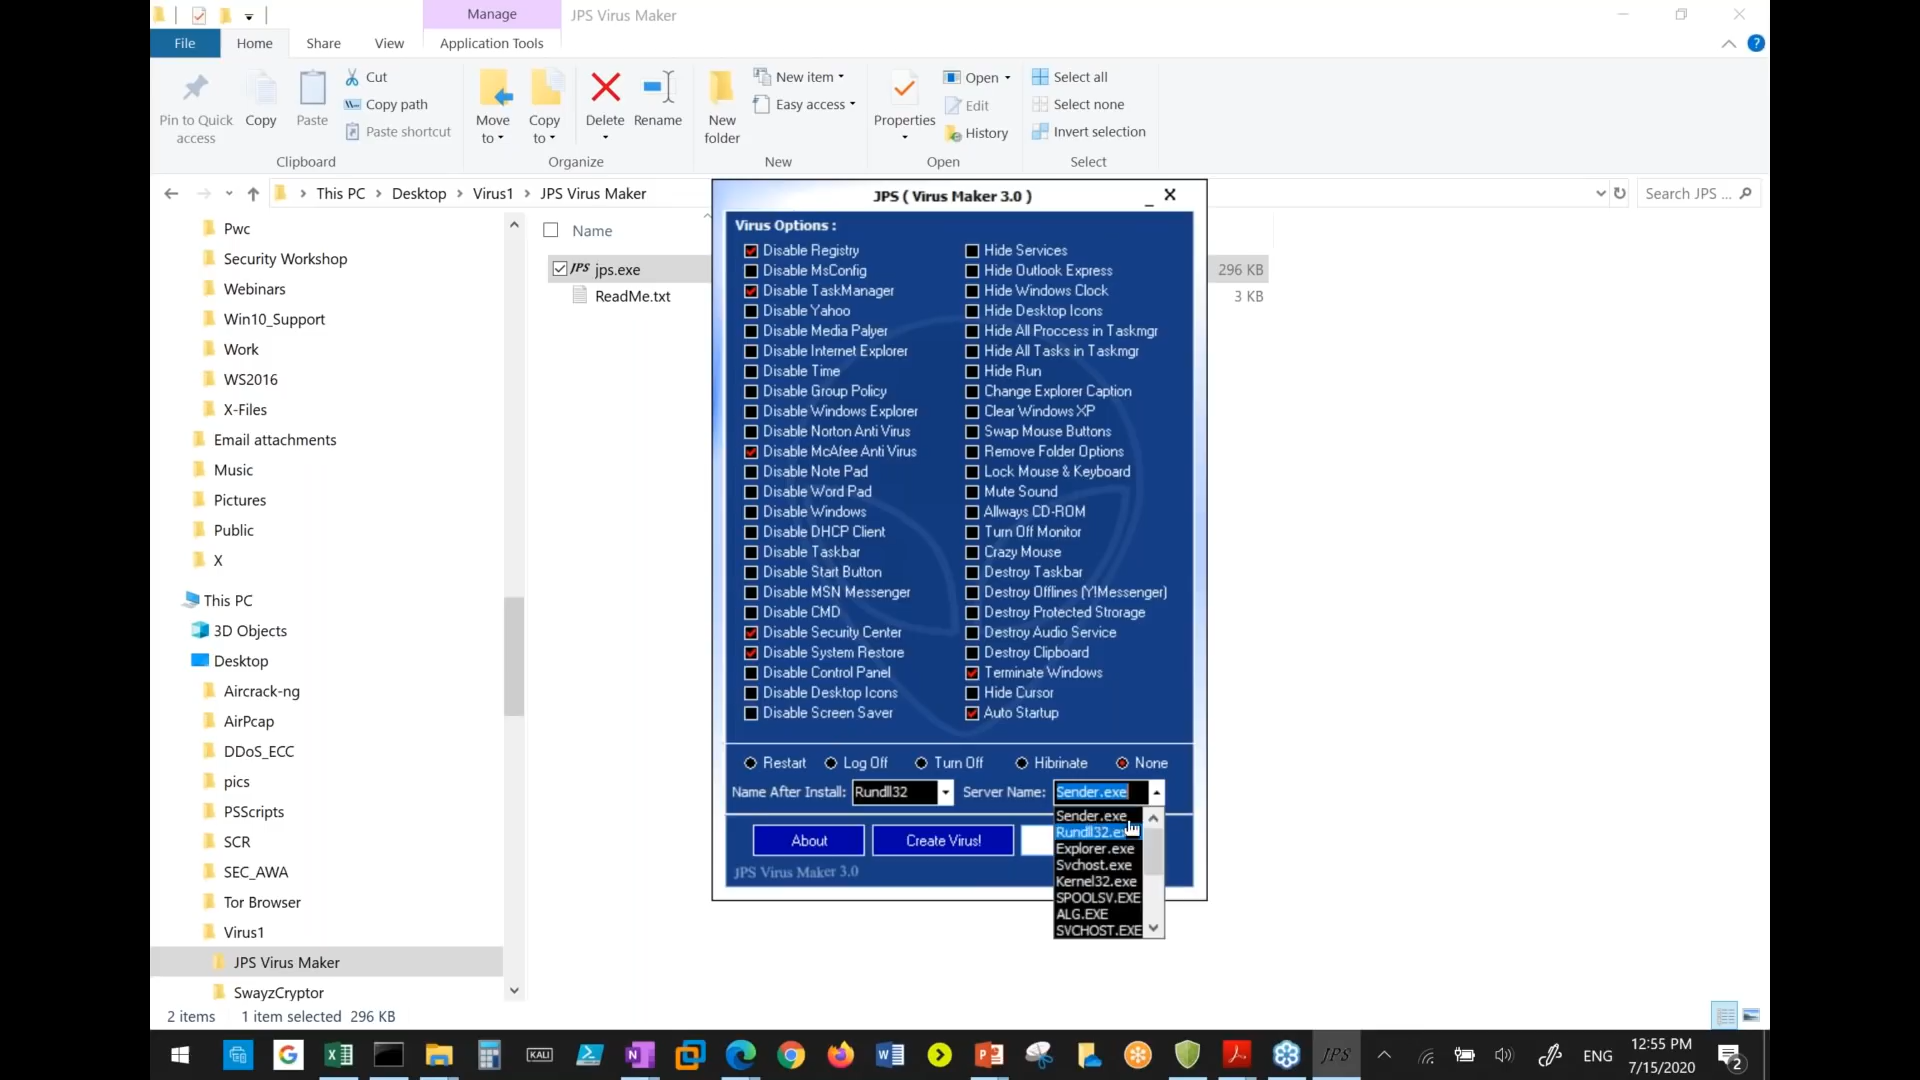 Manage
JPS Virus Maker
File
Home
Share
View
Application Tools
Pin to Quick access
Copy
Paste
Cut
Copy path
Paste shortcut
Move to
Copy to
Delete
Rename
New folder
New item
Easy access
Properties
Open
Edit
History
Select all
Select none
Invert selection
Clipboard
Organize
New
Open
Select
This PC
Desktop
Virus1
JPS Virus Maker
Search JPS ...
Pwc
Security Workshop
Webinars
Win10_Support
Work
WS2016
X-Files
Email attachments
Music
Pictures
Public
X
This PC
3D Objects
Desktop
Aircrack-ng
AirPcap
DDoS_ECC
pics
PSScripts
SCR
SEC_AWA
Tor Browser
Virus1
JPS Virus Maker
SwayzCryptor
Name
JPS jps.exe
296 KB
ReadMe.txt
3 KB
JPS ( Virus Maker 3.0 )
_ X
Virus Options :
Disable Registry
Disable MsConfig
Disable TaskManager
Disable Yahoo
Disable Media Palyer
Disable Internet Explorer
Disable Time
Disable Group Policy
Disable Windows Explorer
Disable Norton Anti Virus
Disable McAfee Anti Virus
Disable Note Pad
Disable Word Pad
Disable Windows
Disable DHCP Client
Disable Taskbar
Disable Start Button
Disable MSN Messenger
Disable CMD
Disable Security Center
Disable System Restore
Disable Control Panel
Disable Desktop Icons
Disable Screen Saver
Hide Services
Hide Outlook Express
Hide Windows Clock
Hide Desktop Icons
Hide All Proccess in Taskmgr
Hide All Tasks in Taskmgr
Hide Run
Change Explorer Caption
Clear Windows XP
Swap Mouse Buttons
Remove Folder Options
Lock Mouse & Keyboard
Mute Sound
Allways CD-ROM
Turn Off Monitor
Crazy Mouse
Destroy Taskbar
Destroy Offlines (Y!Messenger)
Destroy Protected Strorage
Destroy Audio Service
Destroy Clipboard
Terminate Windows
Hide Cursor
Auto Startup
Restart
Log Off
Turn Off
Hibrinate
None
Name After Install: Rundll32
Server Name: Sender.exe
Sender.exe
Rundll32.ex
Explorer.exe
Svchost.exe
Kernel32.exe
SPOOLSV.EXE
ALG.EXE
SVCHOST.EXE
About
Create Virus!
JPS Virus Maker 3.0
2 items
1 item selected 296 KB
KALI
JPS
ENG
12:55 PM
7/15/2020
2